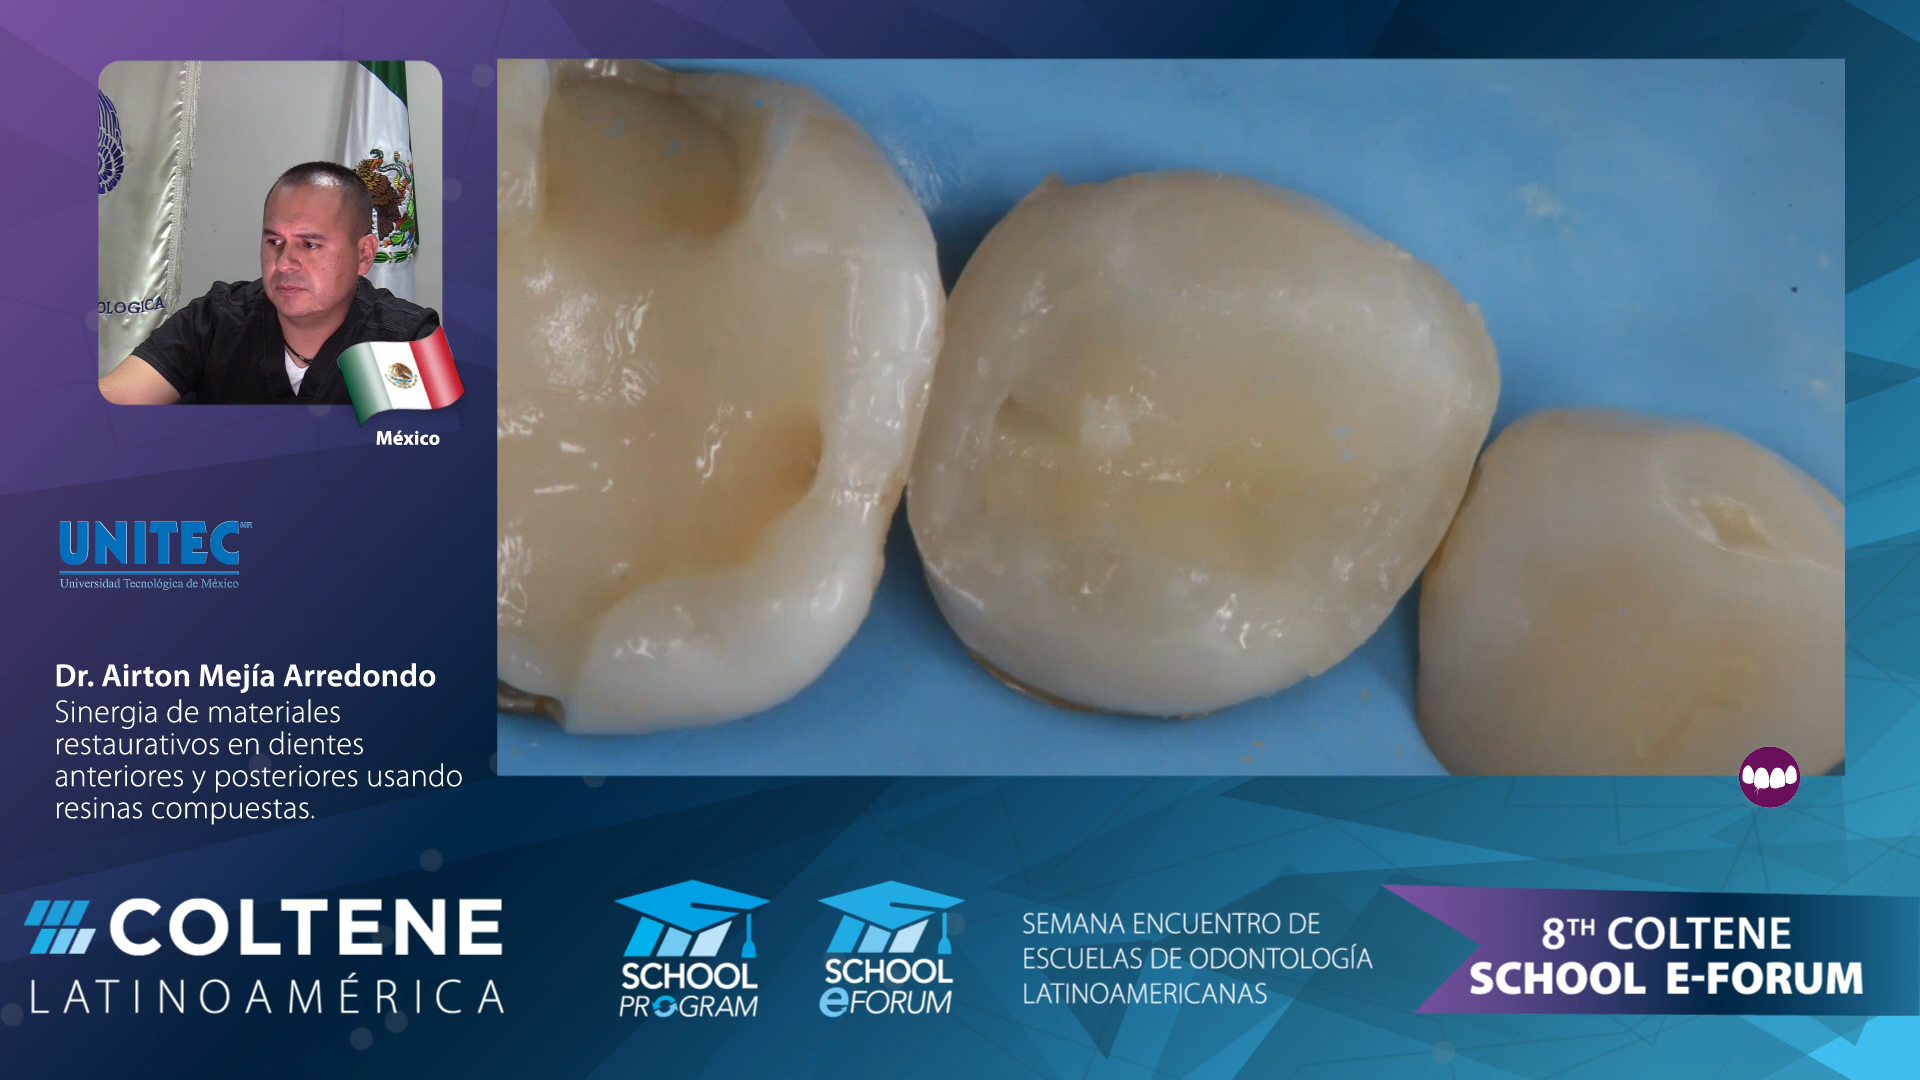 OLOGICA
México
UNITEC MR
Universidad Tecnológica de México
Dr. Airton Mejía Arredondo
Sinergia de materiales
restaurativos en dientes
anteriores y posteriores usando
resinas compuestas.
COLTENE
LATINOAMÉRICA
SCHOOL
PROGRAM
SCHOOL
eFORUM
SEMANA ENCUENTRO DE
ESCUELAS DE ODONTOLOGÍA
LATINOAMERICANAS
8TH COLTENE
SCHOOL E-FORUM